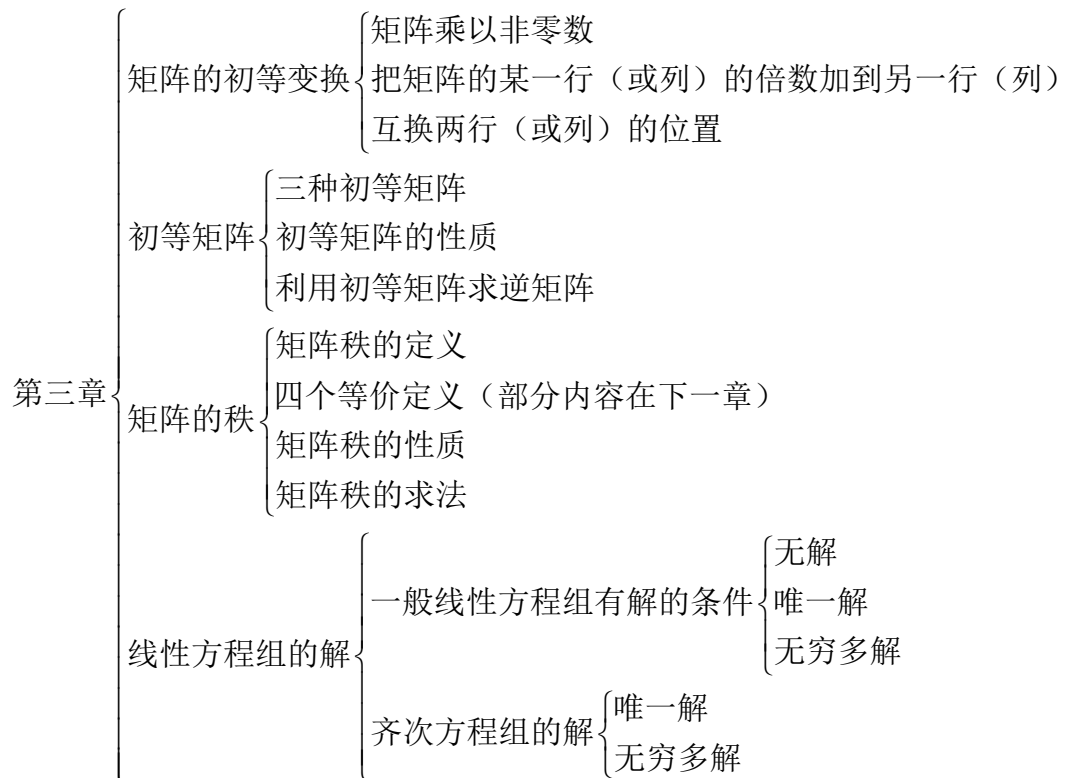 矩阵乘以非零数
矩阵的初等变换 把矩阵的某一行（或列）的倍数加到另一行（列）
互换两行（或列）的位置
三种初等矩阵
初等矩阵 初等矩阵的性质
利用初等矩阵求逆矩阵
矩阵秩的定义
第三章 四个等价定义（部分内容在下一章）
矩阵的秩
矩阵秩的性质
矩阵秩的求法
无解
一般线性方程组有解的条件 唯一解
线性方程组的解 无穷多解
唯一解
齐次方程组的解
无穷多解